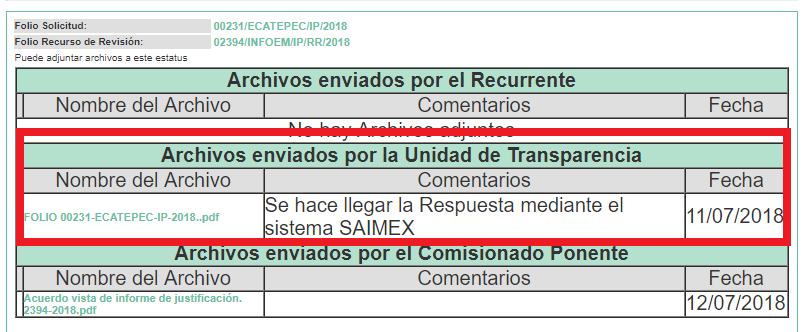 Folio Solicitud: 00231/ECATEPEC/IP/2018
Folio Recurso de Revisión: 02394/INFOEM/IP/RR/2018
Puede adjuntar archivos a este estatus
Archivos enviados por el Recurrente
Nombre del Archivo Comentarios Fecha
No hay Archivos adjuntos
Archivos enviados por la Unidad de Transparencia
Nombre del Archivo Comentarios Fecha
FOLIO 00231-ECATEPEC-IP-2018..pdf Se hace llegar la Respuesta mediante el
sistema SAIMEX 11/07/2018
Archivos enviados por el Comisionado Ponente
Nombre del Archivo Comentarios Fecha
Acuerdo vista de informe de justificación.
2394-2018.pdf 12/07/2018